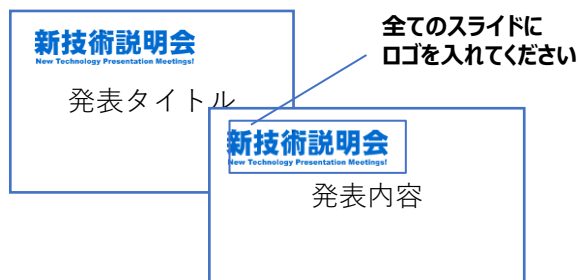 新技術説明会
New Technology Presentation Meetings!
発表タイトル
全てのスライドに
ロゴを入れてください
新技術説明会
New Technology Presentation Meetings!
発表内容